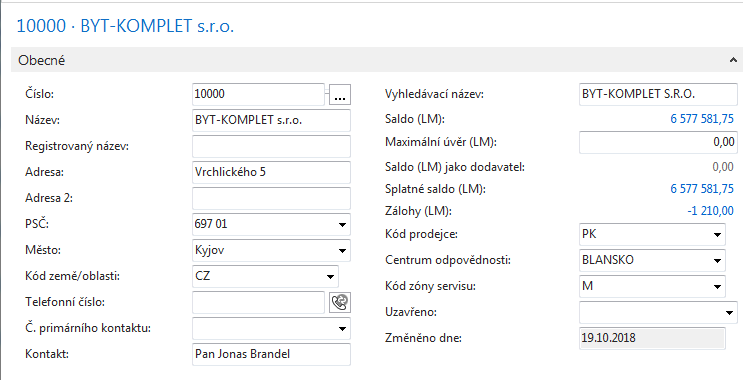 10000 · BYT-KOMPLET s.r.o.
Obecné
Číslo: 10000 ...
Název: BYT-KOMPLET s.r.o.
Registrovaný název:
Adresa: Vrchlického 5
Adresa 2:
PSČ: 697 01
Město: Kyjov
Kód země/oblasti: CZ
Telefonní číslo:
Č. primárního kontaktu:
Kontakt: Pan Jonas Brandel
Vyhledávací název: BYT-KOMPLET S.R.O.
Saldo (LM): 6 577 581,75
Maximální úvěr (LM): 0,00
Saldo (LM) jako dodavatel: 0,00
Splatné saldo (LM): 6 577 581,75
Zálohy (LM): -1 210,00
Kód prodejce: PK
Centrum odpovědnosti: BLANSKO
Kód zóny servisu: M
Uzavřeno:
Změněno dne: 19.10.2018